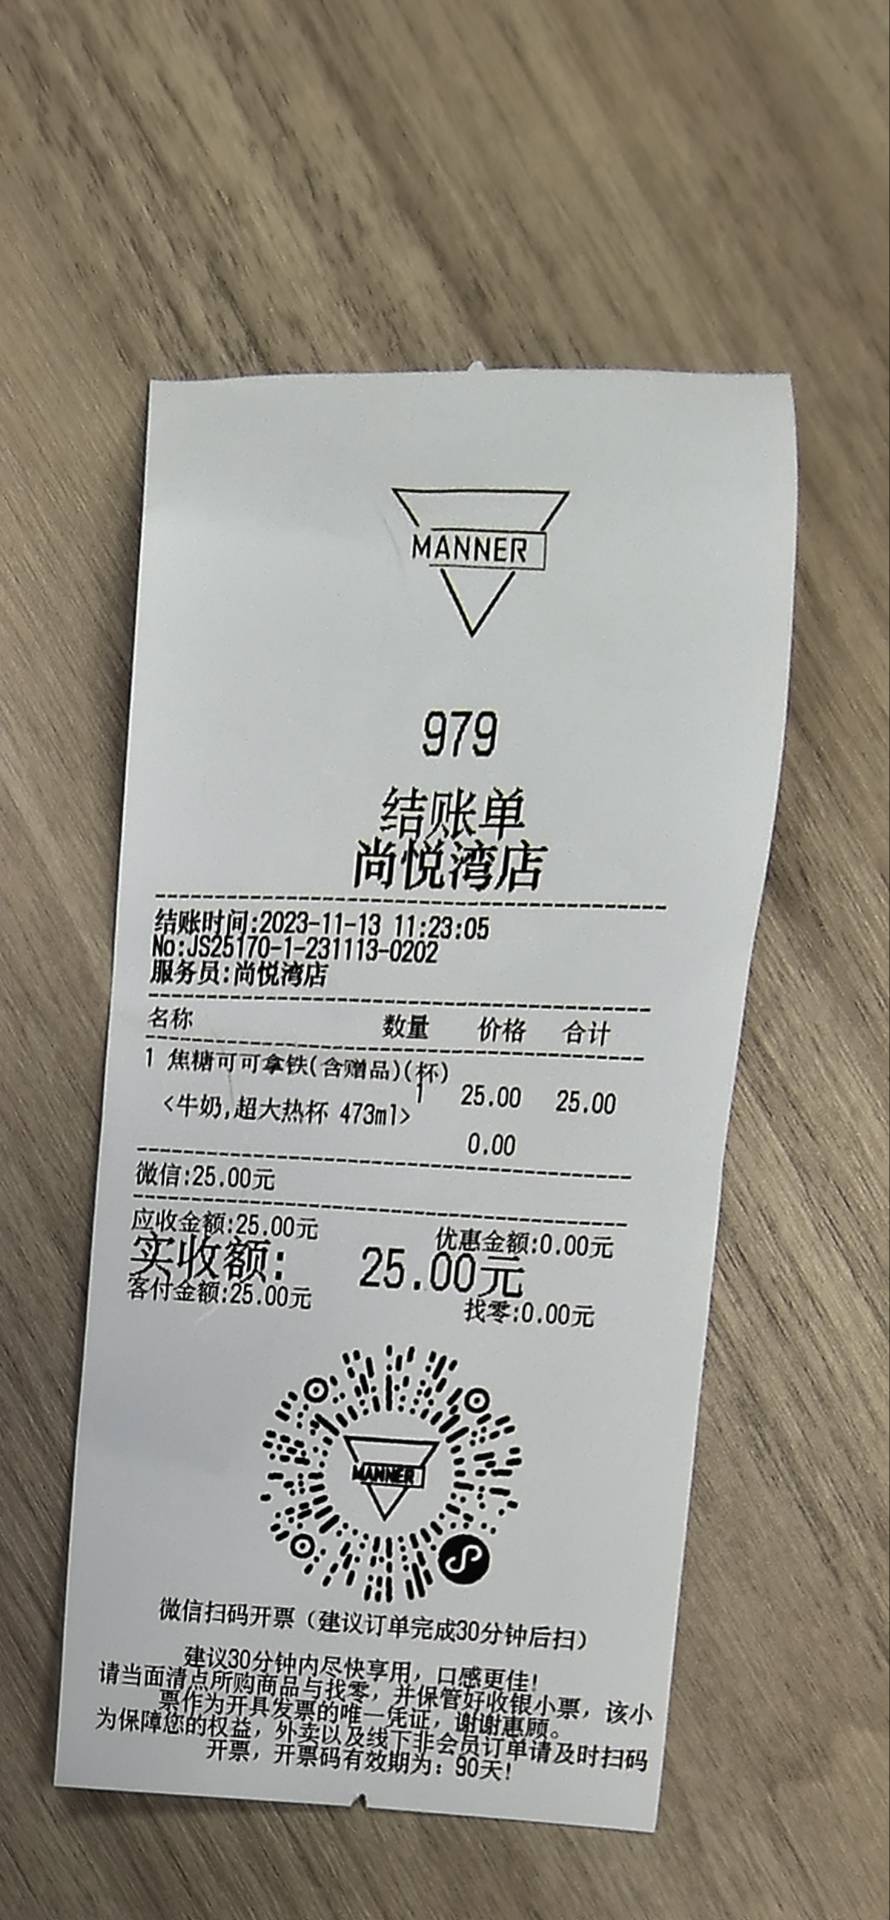 MANNER
979
结账单
尚悦湾店
结账时间:2023-11-13 11:23:05
No:JS25170-1-231113-0202
服务员:尚悦湾店
名称 数量 价格 合计
1 焦糖可可拿铁(含赠品)(杯)
1 25.00 25.00
<牛奶,超大热杯 473ml>
0.00
微信:25.00元
应收金额:25.00元 优惠金额:0.00元
实收额: 25.00元
客付金额:25.00元 找零:0.00元
MANNER
微信扫码开票（建议订单完成30分钟后扫）
建议30分钟内尽快享用，口感更佳!
请当面清点所购商品与找零，并保管好收银小票，该小
票作为开具发票的唯一凭证，谢谢惠顾。
为保障您的权益，外卖以及线下非会员订单请及时扫码
开票，开票码有效期为：90天!